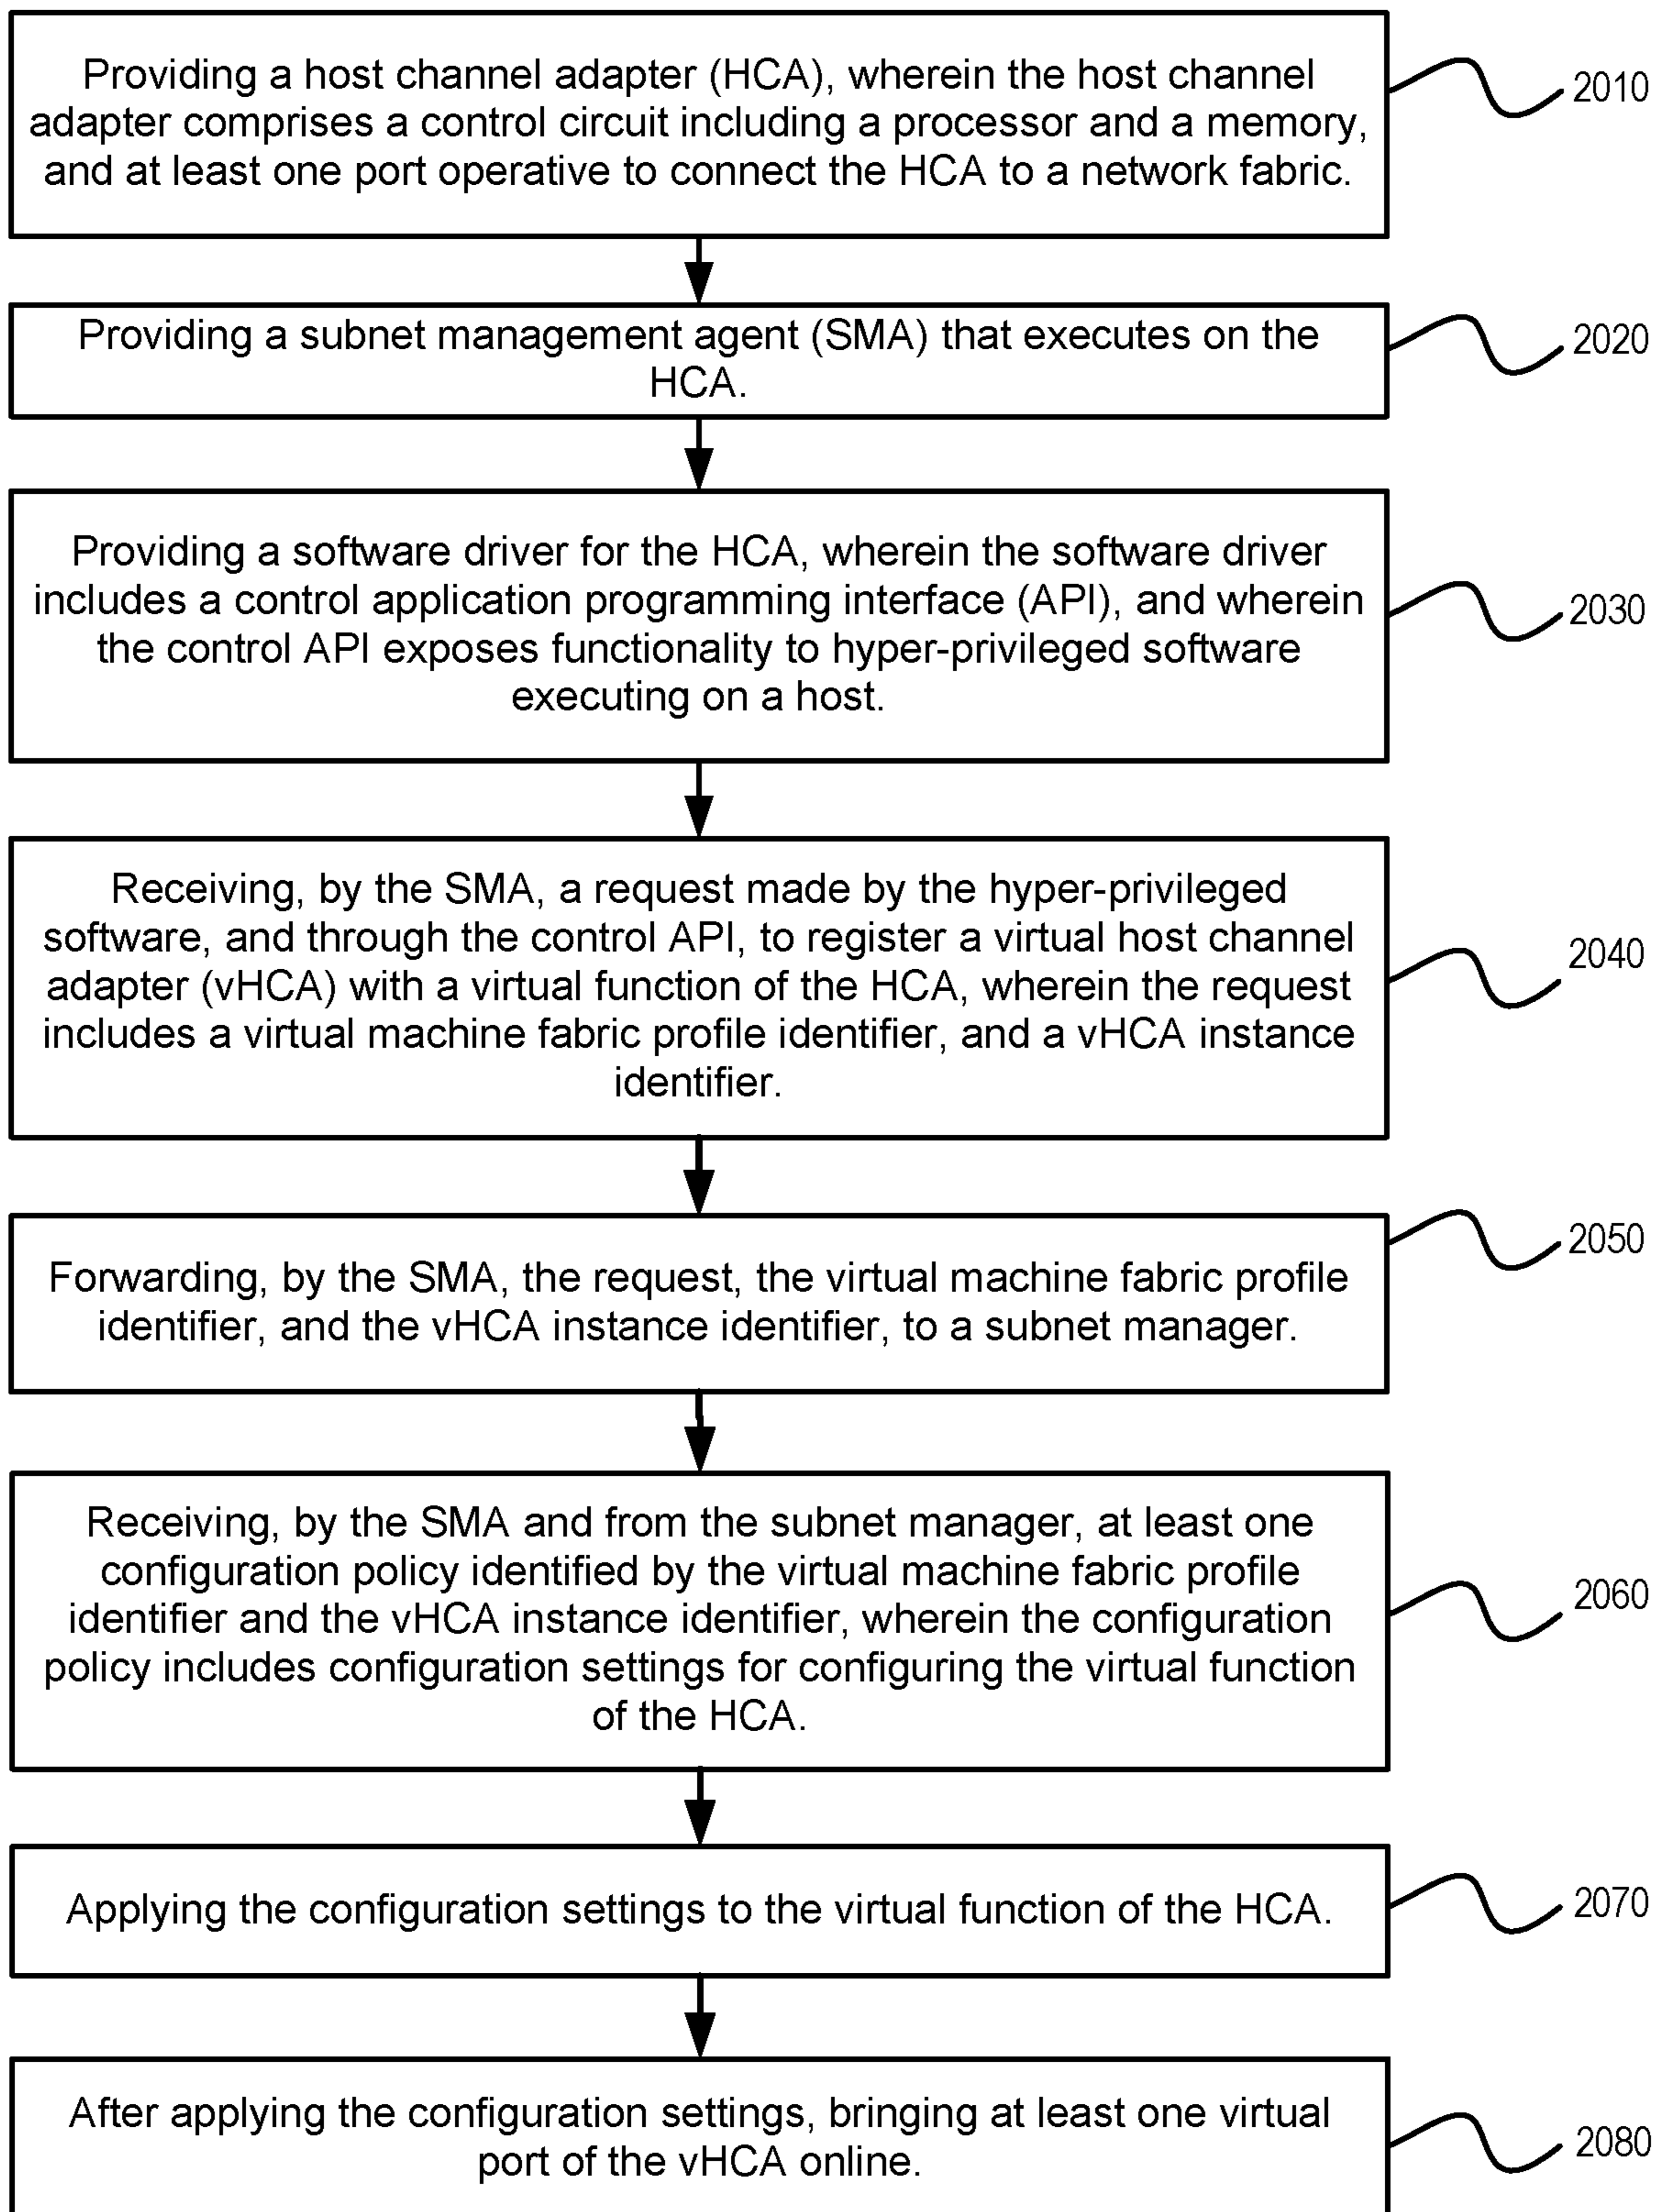 Providing a host channel adapter (HCA), wherein the host channel
adapter comprises a control circuit including a processor and a memory,
and at least one port operative to connect the HCA to a network fabric.
2010
Providing a subnet management agent (SMA) that executes on the
HCA.
2020
Providing a software driver for the HCA, wherein the software driver
includes a control application programming interface (API), and wherein
the control API exposes functionality to hyper-privileged software
executing on a host.
2030
Receiving, by the SMA, a request made by the hyper-privileged
software, and through the control API, to register a virtual host channel
adapter (vHCA) with a virtual function of the HCA, wherein the request
includes a virtual machine fabric profile identifier, and a vHCA instance
identifier.
2040
Forwarding, by the SMA, the request, the virtual machine fabric profile
identifier, and the vHCA instance identifier, to a subnet manager.
2050
Receiving, by the SMA and from the subnet manager, at least one
configuration policy identified by the virtual machine fabric profile
identifier and the vHCA instance identifier, wherein the configuration
policy includes configuration settings for configuring the virtual function
of the HCA.
2060
Applying the configuration settings to the virtual function of the HCA.
2070
After applying the configuration settings, bringing at least one virtual
port of the vHCA online.
2080